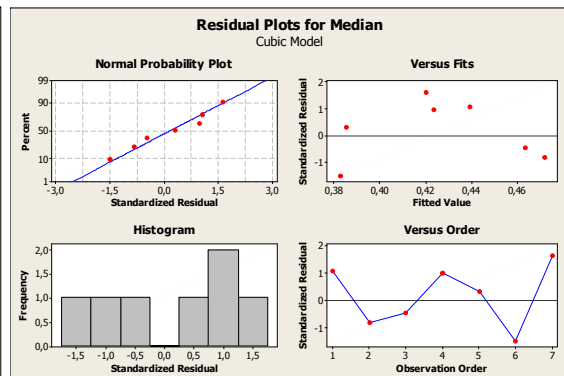 Residual Plots for Median
Cubic Model
Normal Probability Plot
99
90
50
10
1
Percent
-3,0 -1,5 0,0 1,5 3,0
Standardized Residual
Versus Fits
2
1
0
-1
Standardized Residual
0,38 0,40 0,42 0,44 0,46
Fitted Value
Histogram
2,0
1,5
1,0
0,5
0,0
Frequency
-1,5 -1,0 -0,5 0,0 0,5 1,0 1,5
Standardized Residual
Versus Order
2
1
0
-1
Standardized Residual
1 2 3 4 5 6 7
Observation Order